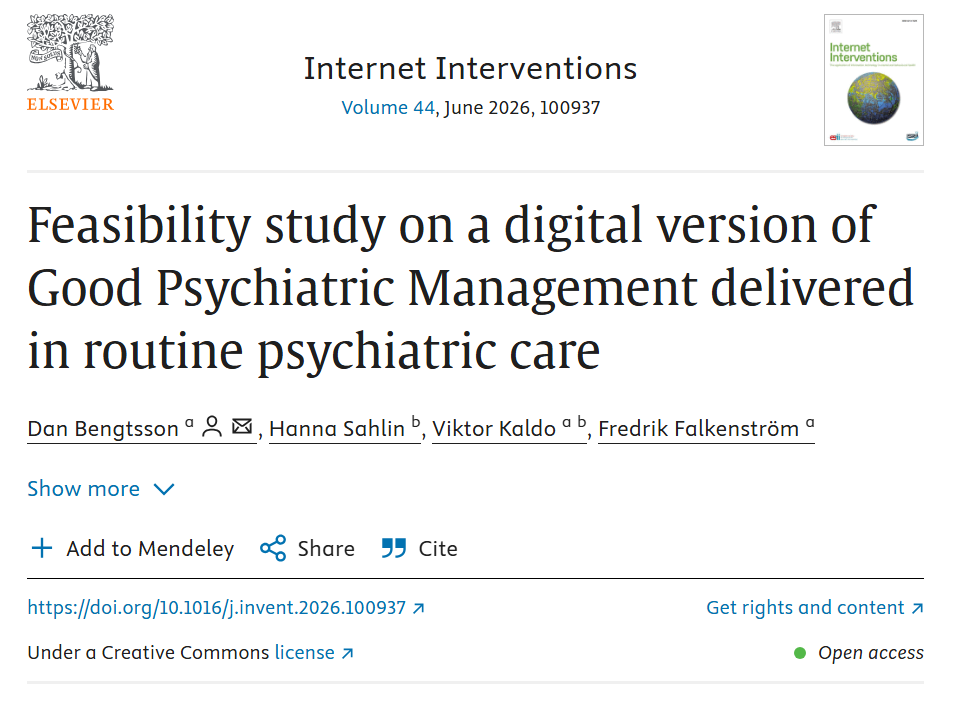 ELSEVIER
Internet Interventions
Volume 44, June 2026, 100937
Internet
Interventions
Feasibility study on a digital version of
Good Psychiatric Management delivered
in routine psychiatric care
Dan Bengtsson a, Hanna Sahlin b, Viktor Kaldo a b, Fredrik Falkenström a
Show more
Add to Mendeley Share Cite
https://doi.org/10.1016/j.invent.2026.100937
Get rights and content
Under a Creative Commons license
Open access